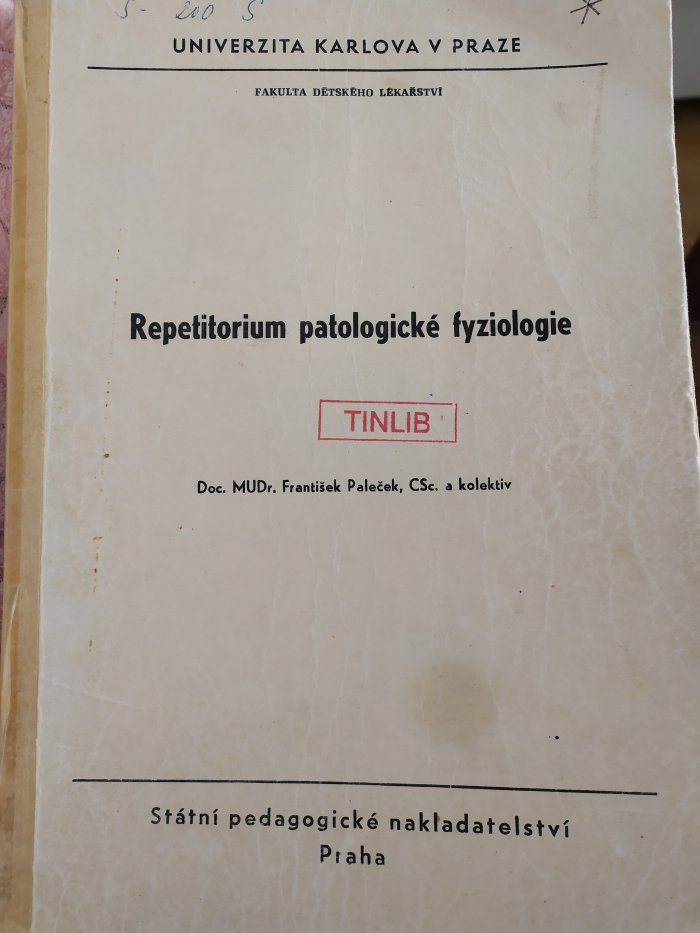 S- 200 S
UNIVERZITA KARLOVA V PRAZE
FAKULTA DĚTSKÉHO LÉKAŘSTVÍ
Repetitorium patologické fyziologie
TINLIB
Doc. MUDr. František Paleček, CSc. a kolektiv
Státní pedagogické nakladatelství
Praha